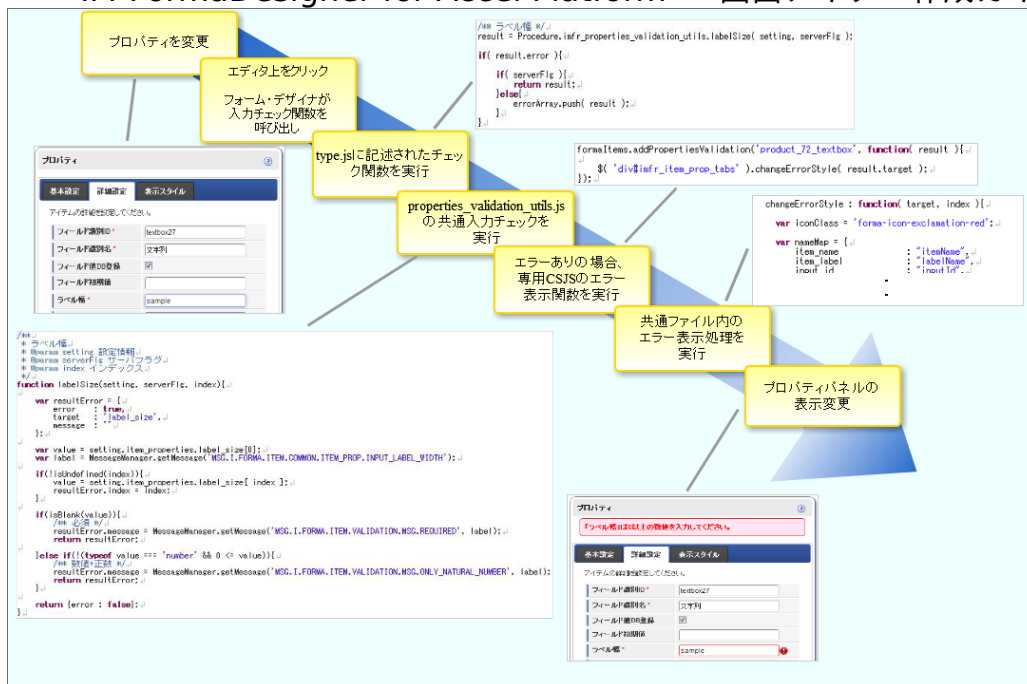 プロパティを変更
エディタ上をクリック
フォーム・デザイナが
入力チェック関数を
呼び出し
type.jsに記述されたチェッ
ク関数を実行
properties_validation_utils.js
の共通入力チェックを
実行
エラーありの場合、
専用CSJSのエラー
表示関数を実行
共通ファイル内の
エラー表示処理を
実行
プロパティパネルの
表示変更
/** ラベル幅 */
result = Procedure.imfr_properties_validation_utils.labelSize( setting, serverFlg );
if( result.error ){
if( serverFlg ){
return result;
}else{
errorArray.push( result );
}
}
formaItems.addPropertiesValidation('product_72_textbox', function( result ){
$( 'div#imfr_item_prop_tabs' ).changeErrorStyle( result.target );
});
changeErrorStyle : function( target, index ){
var iconClass = 'forma-icon-exclamation-red';
var nameMap = {
item_name : "itemName",
item_label : "labelName",
input_id : "inputId",
プロパティ
基本設定 詳細設定 表示スタイル
アイテムの詳細を設定してください。
フィールド識別ID * textbox27
フィールド識別名 * 文字列
フィールド値DB登録
フィールド初期値
ラベル幅 * sample
/**
* ラベル幅
* @param setting 設定情報
* @param serverFlg サーバフラグ
* @param index インデックス
*/
function labelSize(setting, serverFlg, index){
var resultError = {
error : true,
target : 'label_size',
message : ''
};
var value = setting.item_properties.label_size[0];
var label = MessageManager.getMessage('MSG.I.FORMA.ITEM.COMMON.ITEM_PROP.INPUT_LABEL_WIDTH');
if(!isUndefined(index)){
value = setting.item_properties.label_size[ index ];
resultError.index = index;
}
if(isBlank(value)){
/** 必須 */
resultError.message = MessageManager.getMessage('MSG.I.FORMA.ITEM.VALIDATION.MSG.REQUIRED', label);
return resultError;
}else if(!(typeof value === 'number' && 0 <= value)){
/** 数値+正数 */
resultError.message = MessageManager.getMessage('MSG.I.FORMA.ITEM.VALIDATION.MSG.ONLY_NATURAL_NUMBER', label);
return resultError;
}
return {error : false};
}
プロパティ
「ラベル幅」は0以上の数値を入力してください。
基本設定 詳細設定 表示スタイル
アイテムの詳細を設定してください。
フィールド識別ID * textbox27
フィールド識別名 * 文字列
フィールド値DB登録
フィールド初期値
ラベル幅 * sample